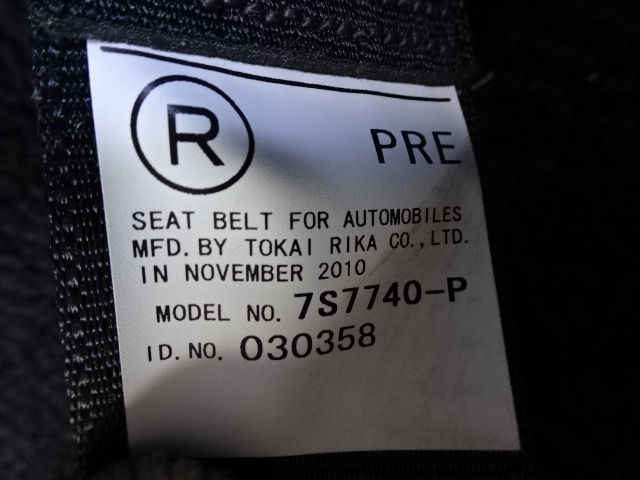 R PRE
SEAT BELT FOR AUTOMOBILES
MFD. BY TOKAI RIKA CO., LTD.
IN NOVEMBER 2010
MODEL NO. 7S7740-P
ID. NO. 030358